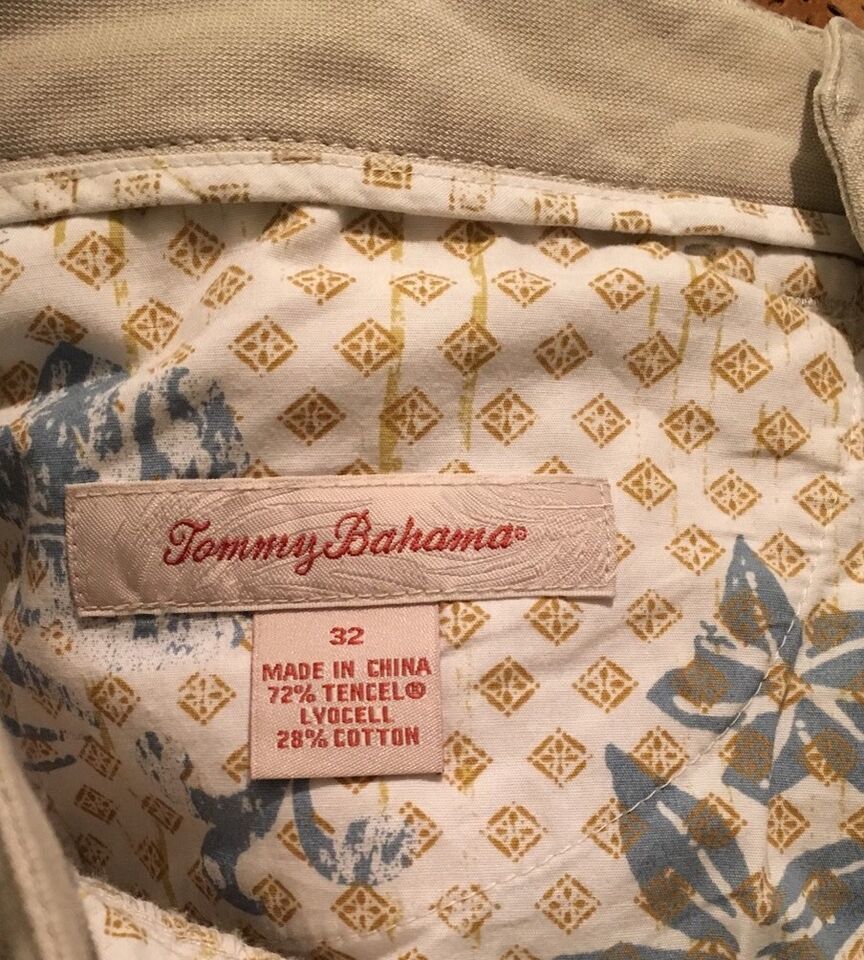 Tommy Bahama®
32
MADE IN CHINA
72% TENCEL®
LYOCELL
28% COTTON